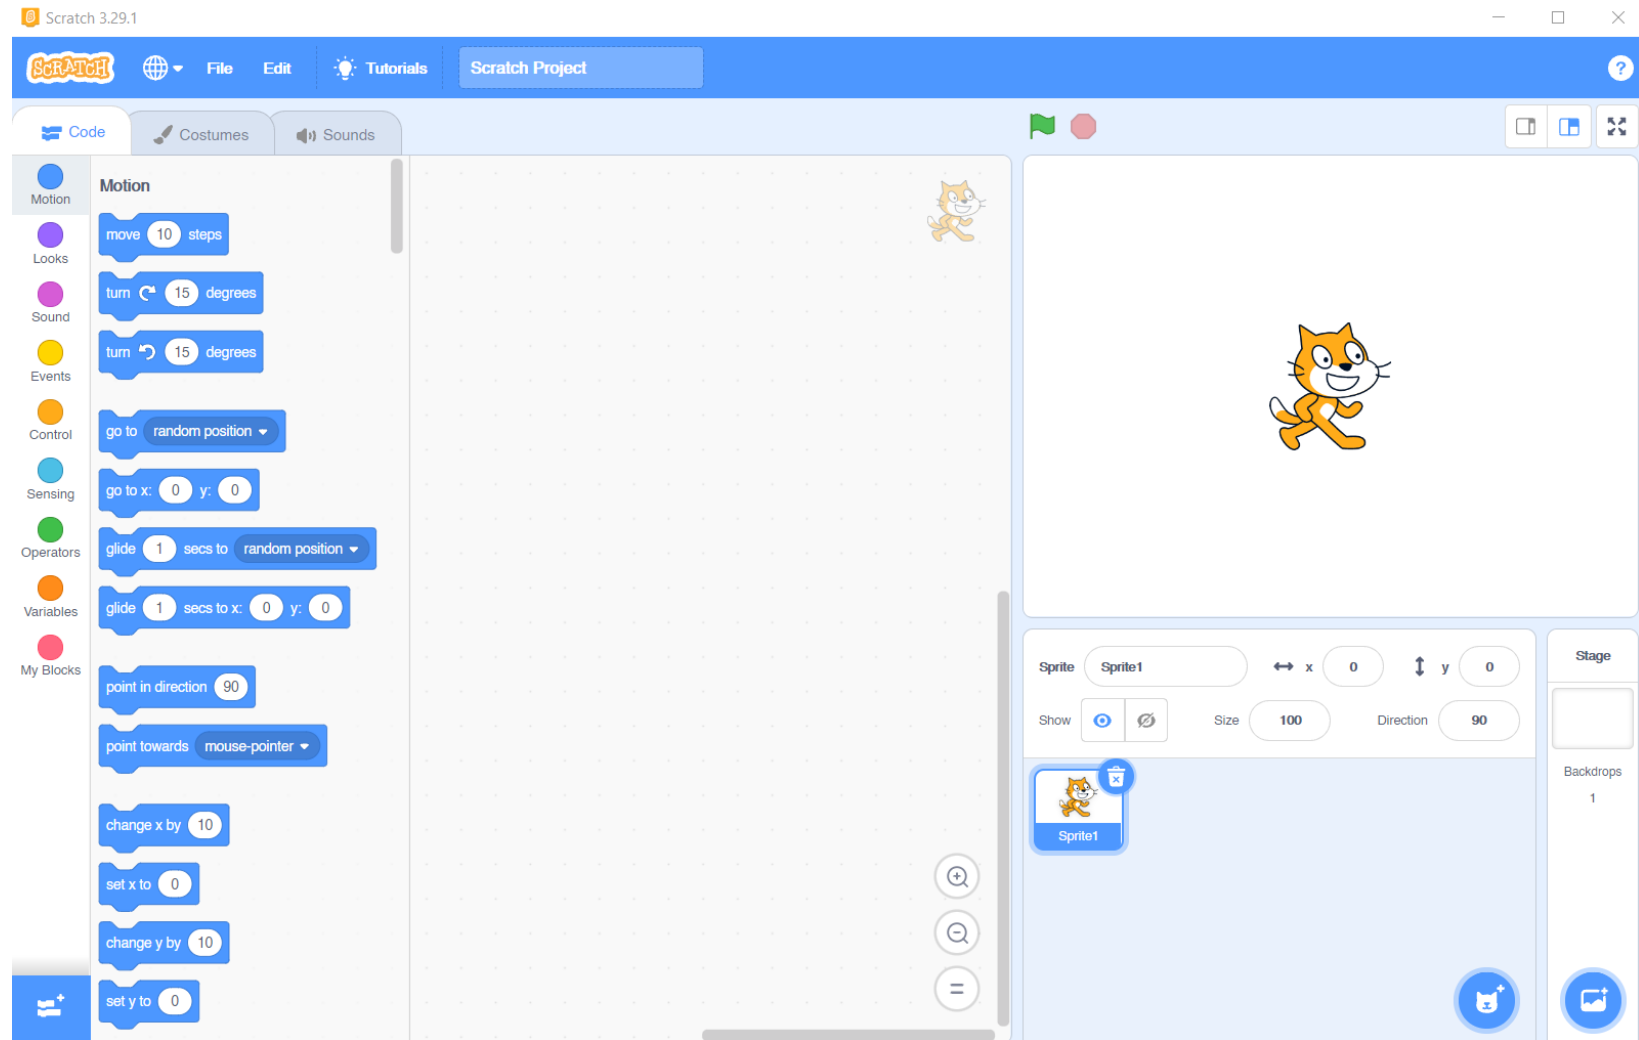 Scratch 3.29.1
SCRATCH File Edit Tutorials Scratch Project ?
Code Costumes Sounds
Motion
Looks
Sound
Events
Control
Sensing
Operators
Variables
My Blocks
Motion
move 10 steps
turn 15 degrees
turn 15 degrees
go to random position
go to x: 0 y: 0
glide 1 secs to random position
glide 1 secs to x: 0 y: 0
point in direction 90
point towards mouse-pointer
change x by 10
set x to 0
change y by 10
set y to 0
Sprite Sprite1 x 0 y 0
Show Size 100 Direction 90
Sprite1
Stage
Backdrops
1